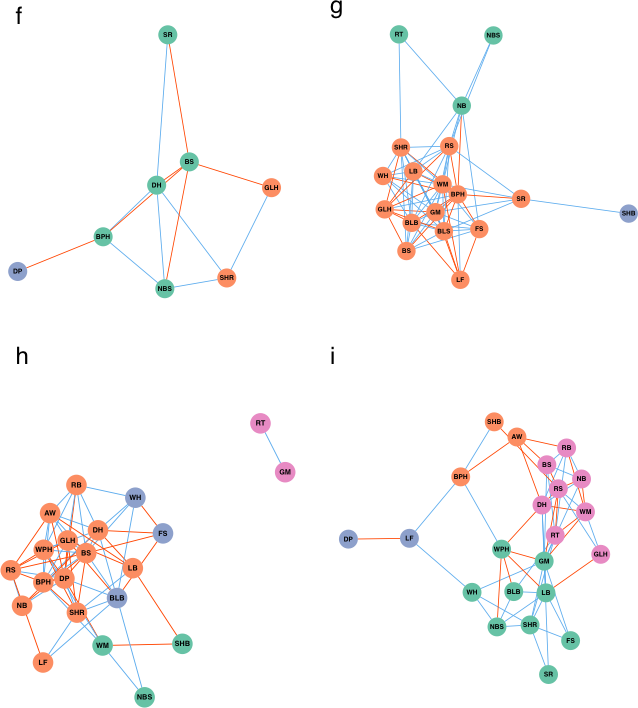 f
SR
BS
DH
GLH
BPH
DP
SHR
NBS
g
RT
NBS
NB
SHR
RS
LB
WH
WM
BPH
SR
GLH
GM
SHB
BLB
BLS
FS
BS
LF
h
RT
GM
RB
WH
AW
DH
FS
GLH
WPH
BS
RS
LB
DP
BPH
BLB
NB
SHR
WM
SHB
LF
NBS
i
SHB
AW
RB
BS
BPH
NB
RS
DH
WM
RT
DP
LF
WPH
GLH
GM
WH
BLB
LB
NBS
SHR
FS
SR